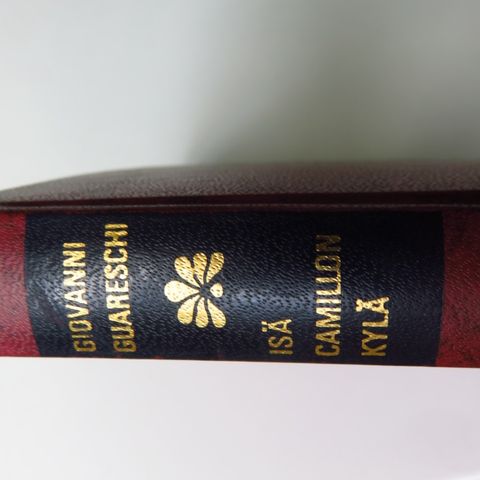 GIOVANNI
GUARESCHI
ISÄ
CAMILLON
KYLÄ